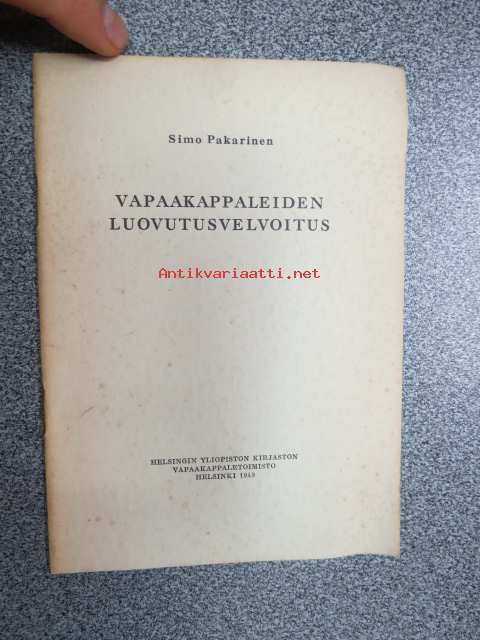 Simo Pakarinen
VAPAAKAPPALEIDEN
LUOVUTUSVELVOITUS
Antikvariaatti.net
HELSINGIN YLIOPISTON KIRJASTON
VAPAAKAPPALETOIMISTO
HELSINKI